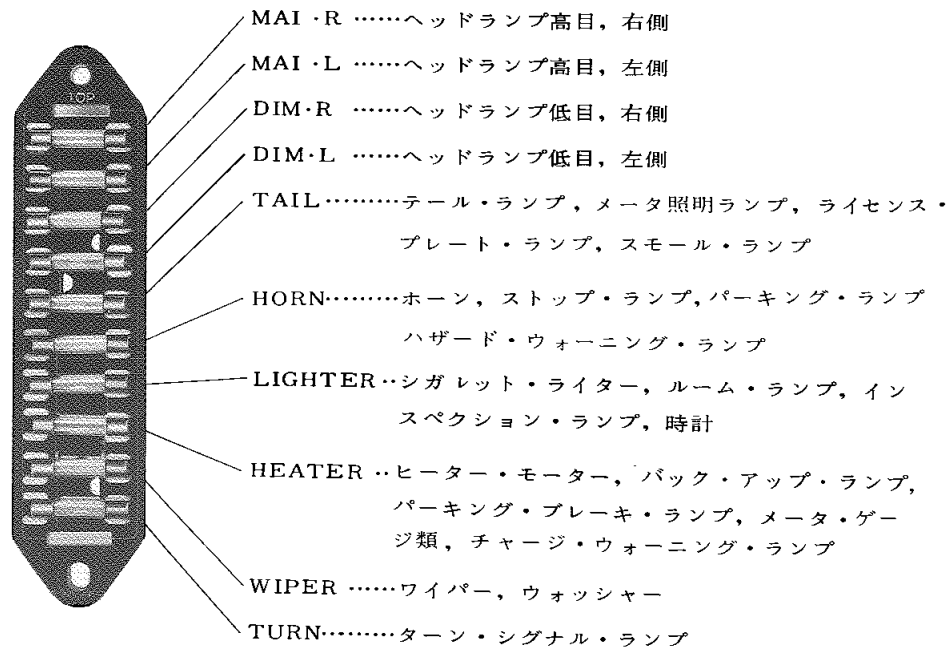 TOP
MAI・R ……ヘッドランプ高目，右側
MAI・L ……ヘッドランプ高目，左側
DIM・R ……ヘッドランプ低目，右側
DIM・L ……ヘッドランプ低目，左側
TAIL………テール・ランプ，メータ照明ランプ，ライセンス・
プレート・ランプ，スモール・ランプ
HORN………ホーン，ストップ・ランプ，パーキング・ランプ
ハザード・ウォーニング・ランプ
LIGHTER‥シガレット・ライター，ルーム・ランプ，イン
スペクション・ランプ，時計
HEATER‥ヒーター・モーター，バック・アップ・ランプ，
パーキング・ブレーキ・ランプ，メータ・ゲー
ジ類，チャージ・ウォーニング・ランプ
WIPER ……ワイパー，ウォッシャー
TURN………ターン・シグナル・ランプ